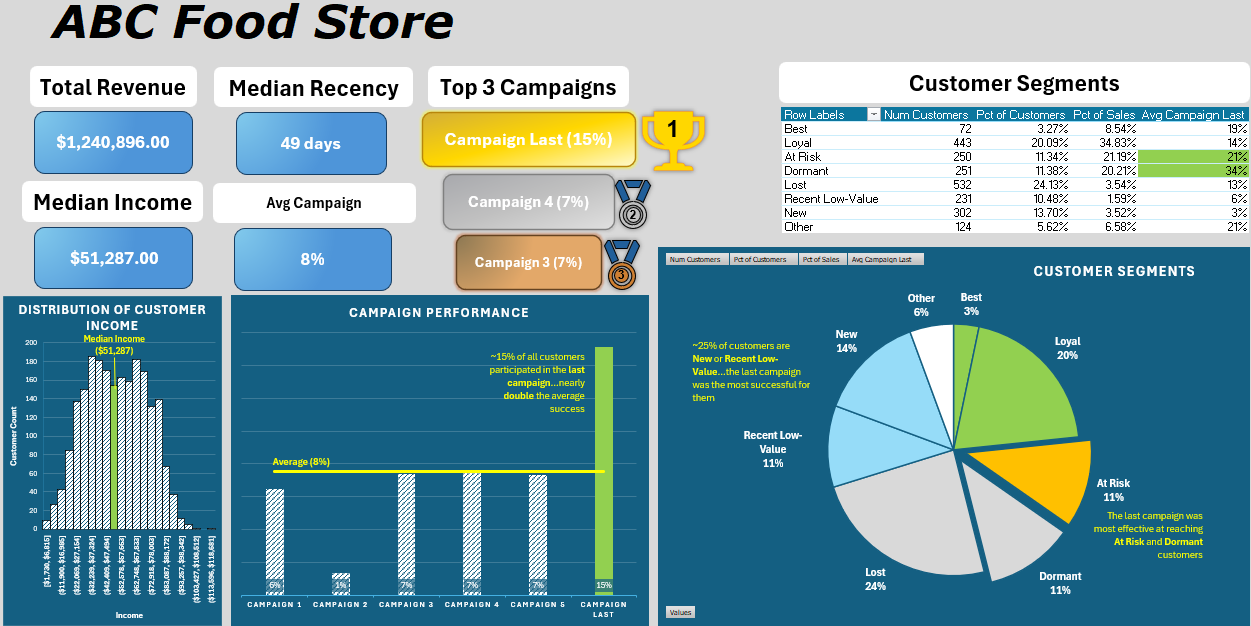 ABC Food Store
Total Revenue
$1,240,896.00
Median Recency
49 days
Top 3 Campaigns
Campaign Last (15%)
1
Campaign 4 (7%)
2
Campaign 3 (7%)
3
Median Income
$51,287.00
Avg Campaign
8%
Customer Segments
Row Labels Num Customers Pct of Customers Pct of Sales Avg Campaign Last
Best 72 3.27% 8.54% 19%
Loyal 443 20.09% 34.83% 14%
At Risk 250 11.34% 21.19% 21%
Dormant 251 11.38% 20.21% 34%
Lost 532 24.13% 3.54% 13%
Recent Low-Value 231 10.48% 1.59% 6%
New 302 13.70% 3.52% 3%
Other 124 5.62% 6.58% 21%
DISTRIBUTION OF CUSTOMER
INCOME
Median Income
($51,287)
Customer Count
200
180
160
140
120
100
80
60
40
20
0
[$1,730, $6,815]
($11,900, $16,985]
($22,069, $27,154]
($32,239, $37,324]
($42,409, $47,494]
($52,578, $57,663]
($62,748, $67,833]
($72,918, $78,003]
($83,087, $88,172]
($93,257, $98,342]
($103,427, $108,512]
($113,596, $118,681]
Income
CAMPAIGN PERFORMANCE
~15% of all customers
participated in the last
campaign...nearly
double the average
success
Average (8%)
6%
1%
7%
7%
7%
15%
CAMPAIGN 1
CAMPAIGN 2
CAMPAIGN 3
CAMPAIGN 4
CAMPAIGN 5
CAMPAIGN
LAST
Num Customers
Pct of Customers
Pct of Sales
Avg Campaign Last
CUSTOMER SEGMENTS
~25% of customers are
New or Recent Low-
Value...the last campaign
was the most successful for
them
Other
6%
Best
3%
New
14%
Loyal
20%
Recent Low-
Value
11%
At Risk
11%
The last campaign was
most effective at reaching
At Risk and Dormant
customers
Lost
24%
Dormant
11%
Values